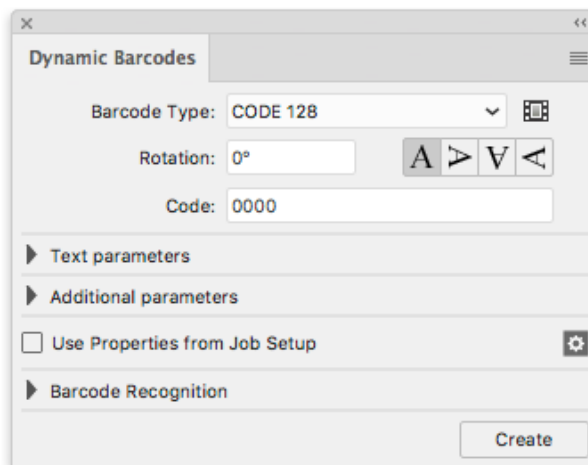 Dynamic Barcodes
Barcode Type: CODE 128
Rotation: 0° A A A A
Code: 0000
Text parameters
Additional parameters
Use Properties from Job Setup
Barcode Recognition
Create